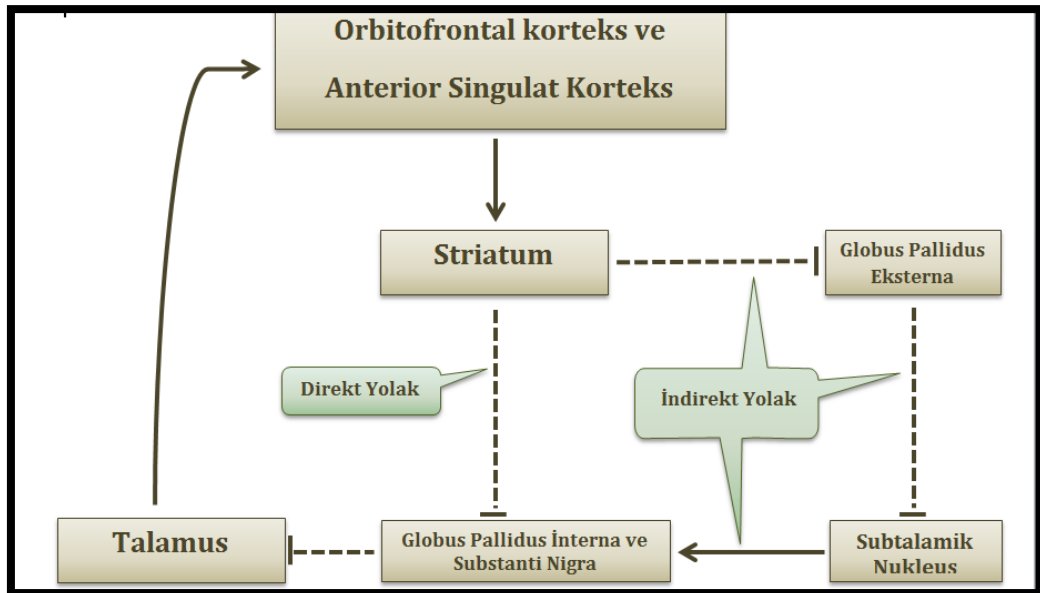 Orbitofrontal korteks ve
Anterior Singulat Korteks
Striatum
Globus Pallidus
Eksterna
Direkt Yolak
İndirekt Yolak
Talamus
Globus Pallidus İnterna ve
Substanti Nigra
Subtalamik
Nukleus